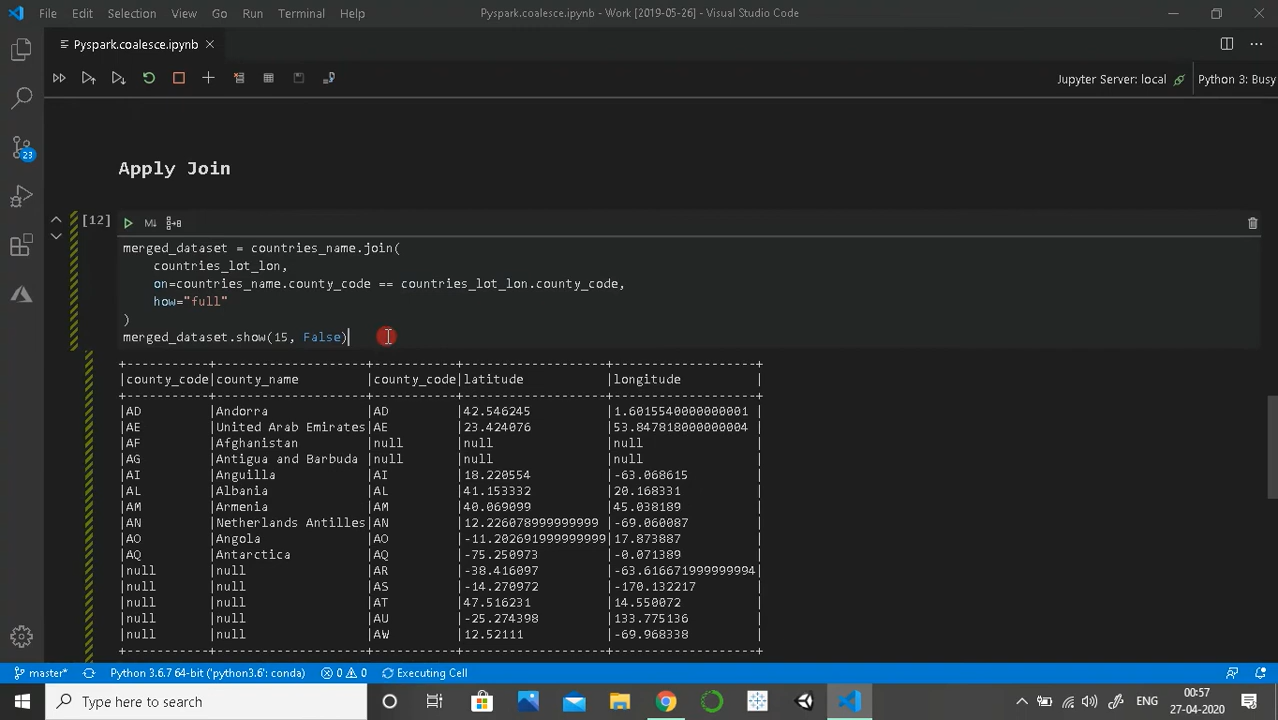 File Edit Selection View Go Run Terminal Help Pyspark.coalesce.ipynb - Work [2019-05-26] - Visual Studio Code
Pyspark.coalesce.ipynb
Jupyter Server: local Python 3: Busy
Apply Join
[12]
M↓
merged_dataset = countries_name.join(
countries_lot_lon,
on=countries_name.county_code == countries_lot_lon.county_code,
how="full"
)
merged_dataset.show(15, False)
+-----------+--------------------+-----------+-------------------+-------------------+
|county_code|county_name |county_code|latitude |longitude |
+-----------+--------------------+-----------+-------------------+-------------------+
|AD |Andorra |AD |42.546245 |1.6015540000000001 |
|AE |United Arab Emirates|AE |23.424076 |53.847818000000004 |
|AF |Afghanistan |null |null |null |
|AG |Antigua and Barbuda |null |null |null |
|AI |Anguilla |AI |18.220554 |-63.068615 |
|AL |Albania |AL |41.153332 |20.168331 |
|AM |Armenia |AM |40.069099 |45.038189 |
|AN |Netherlands Antilles|AN |12.226078999999999 |-69.060087 |
|AO |Angola |AO |-11.202691999999999|17.873887 |
|AQ |Antarctica |AQ |-75.250973 |-0.071389 |
|null |null |AR |-38.416097 |-63.616671999999994|
|null |null |AS |-14.270972 |-170.132217 |
|null |null |AT |47.516231 |14.550072 |
|null |null |AU |-25.274398 |133.775136 |
|null |null |AW |12.52111 |-69.968338 |
+-----------+--------------------+-----------+-------------------+-------------------+
23
master* Python 3.6.7 64-bit ('python3.6': conda) 0 0 Executing Cell
Type here to search
ENG
00:57
27-04-2020